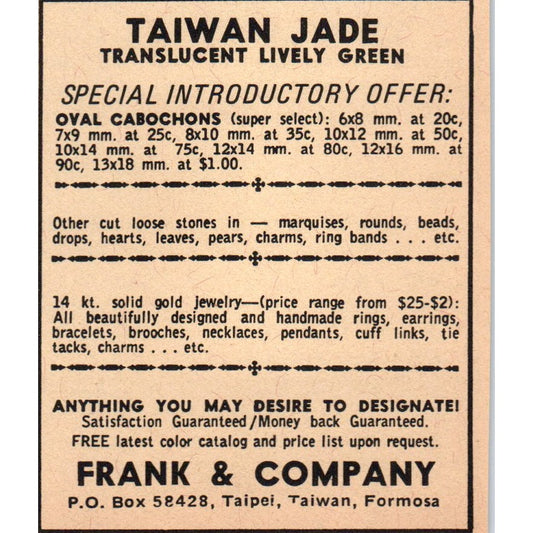 TAIWAN JADE
TRANSLUCENT LIVELY GREEN
SPECIAL INTRODUCTORY OFFER:
OVAL CABOCHONS (super select): 6x8 mm. at 20c,
7x9 mm. at 25c, 8x10 mm. at 35c, 10x12 mm. at 50c,
10x14 mm. at 75c, 12x14 mm. at 80c, 12x16 mm. at
90c, 13x18 mm. at $1.00.
Other cut loose stones in — marquises, rounds, beads,
drops, hearts, leaves, pears, charms, ring bands . . . etc.
14 kt. solid gold jewelry—(price range from $25-$2):
All beautifully designed and handmade rings, earrings,
bracelets, brooches, necklaces, pendants, cuff links, tie
tacks, charms . . . etc.
ANYTHING YOU MAY DESIRE TO DESIGNATE!
Satisfaction Guaranteed/Money back Guaranteed.
FREE latest color catalog and price list upon request.
FRANK & COMPANY
P.O. Box 58428, Taipei, Taiwan, Formosa